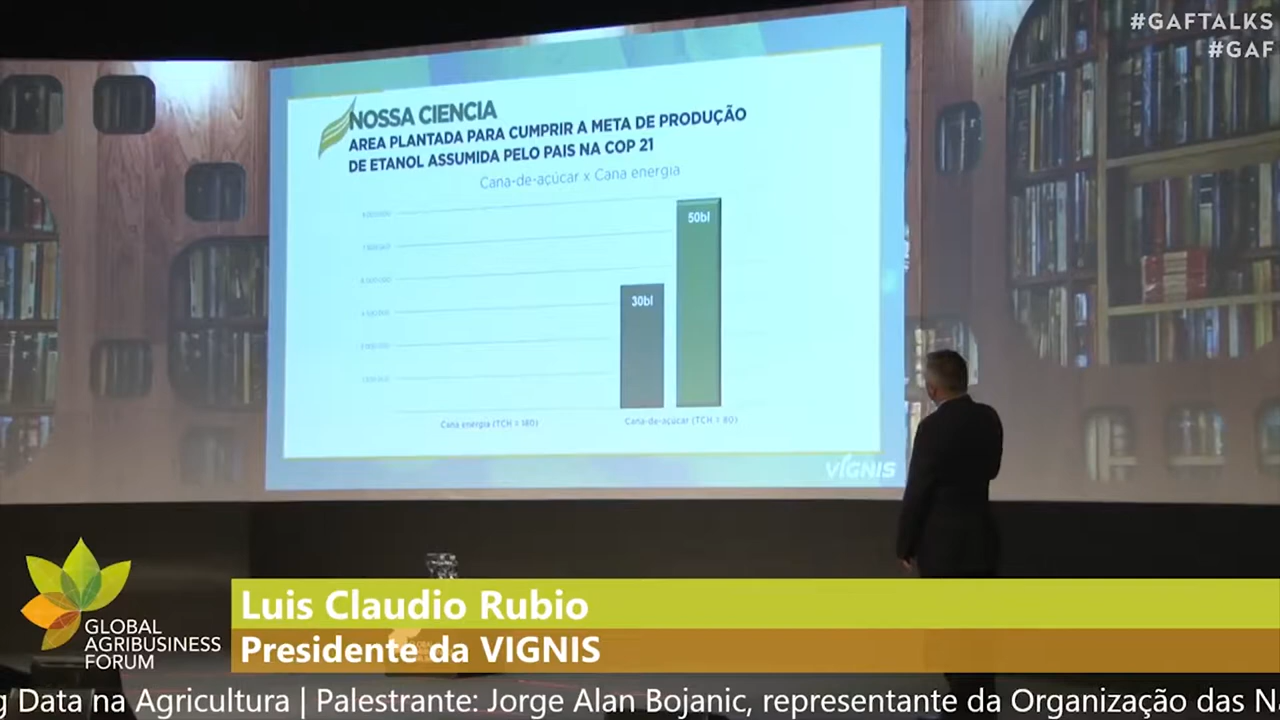 #GAFTALKS
#GAF
NOSSA CIENCIA
AREA PLANTADA PARA CUMPRIR A META DE PRODUÇÃO
DE ETANOL ASSUMIDA PELO PAIS NA COP 21
Cana-de-açúcar x Cana energia
50bl
30bl
Cana energia (TCH = 180)
Cana-de-açúcar (TCH = 80)
VIGNIS
GLOBAL
AGRIBUSINESS
FORUM
Luis Claudio Rubio
Presidente da VIGNIS
g Data na Agricultura | Palestrante: Jorge Alan Bojanic, representante da Organização das Na